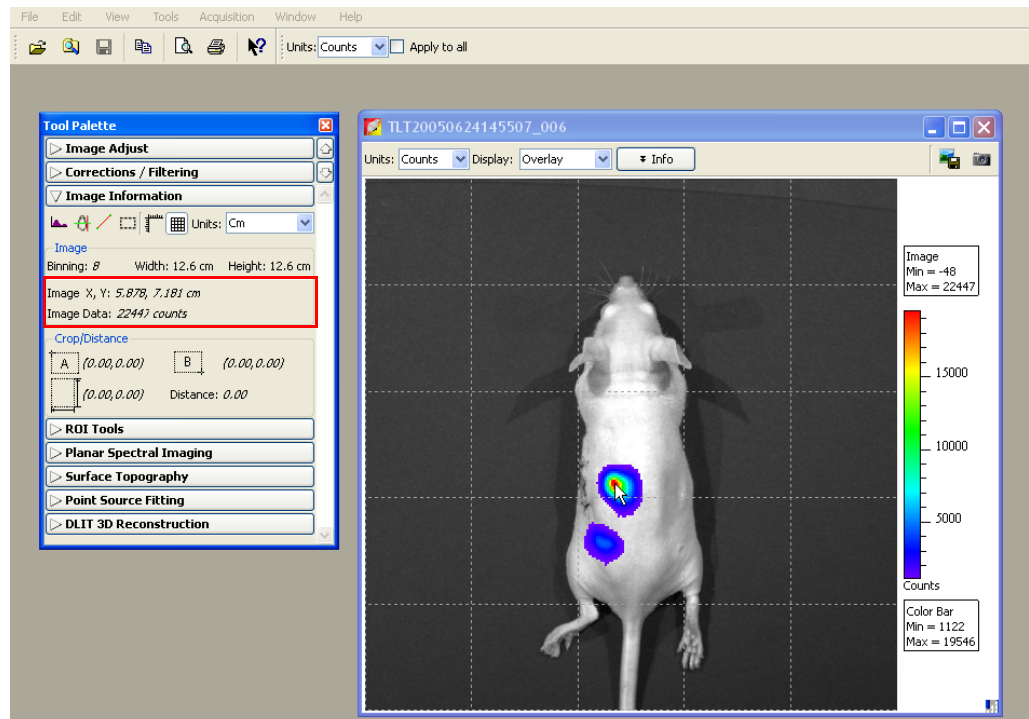 File Edit View Tools Acquisition Window Help
Units: Counts Apply to all
Tool Palette
Image Adjust
Corrections / Filtering
Image Information
Units: Cm
Image
Binning: 8 Width: 12.6 cm Height: 12.6 cm
Image X, Y: 5.878, 7.181 cm
Image Data: 22447 counts
Crop/Distance
A (0.00,0.00) B (0.00,0.00)
(0.00,0.00) Distance: 0.00
ROI Tools
Planar Spectral Imaging
Surface Topography
Point Source Fitting
DLIT 3D Reconstruction
TLT20050624145507_006
Units: Counts Display: Overlay Info
Image
Min = -48
Max = 22447
15000
10000
5000
Counts
Color Bar
Min = 1122
Max = 19546